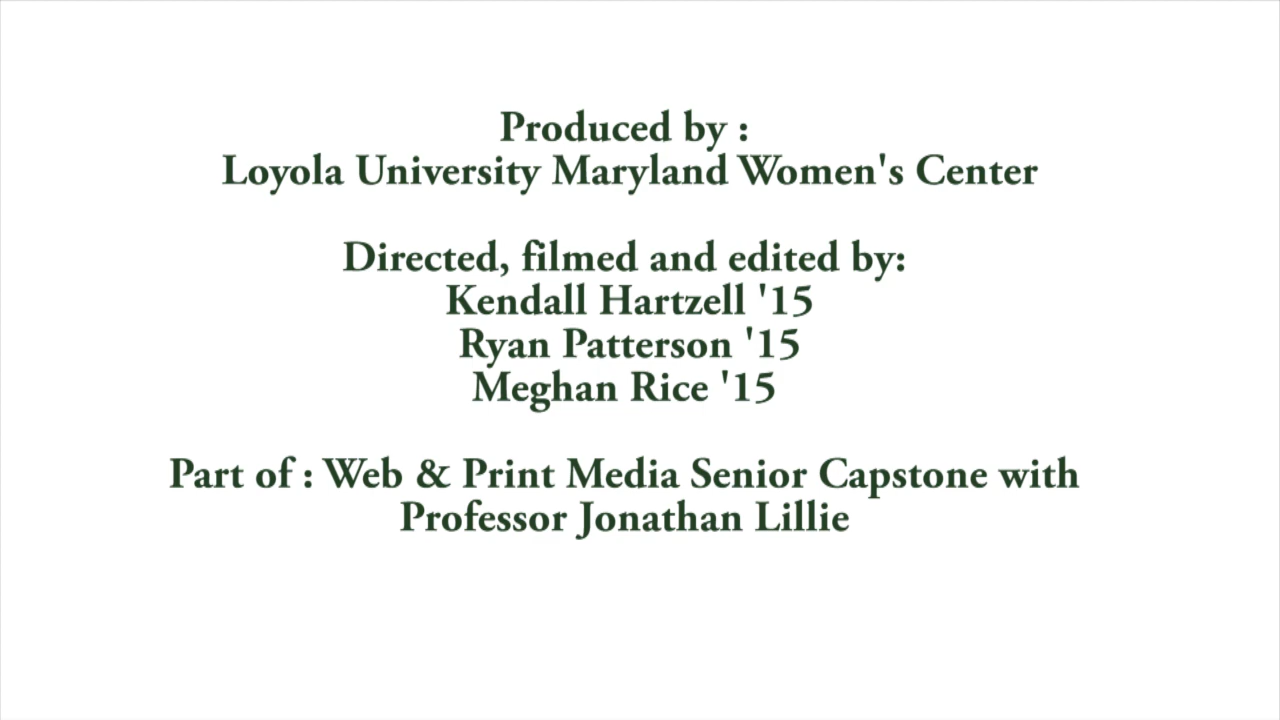 Produced by :
Loyola University Maryland Women's Center
Directed, filmed and edited by:
Kendall Hartzell '15
Ryan Patterson '15
Meghan Rice '15
Part of : Web & Print Media Senior Capstone with
Professor Jonathan Lillie